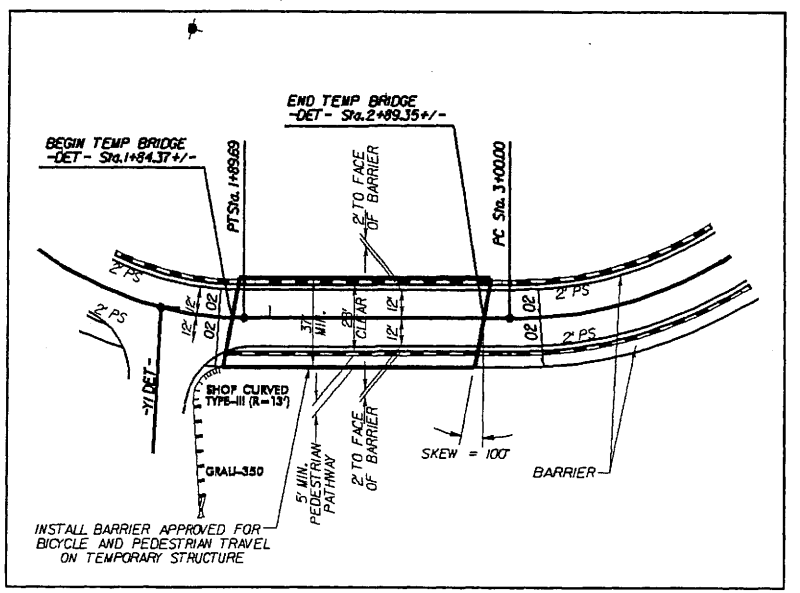 END TEMP BRIDGE
-DET- Sta.2+89.35+/-
BEGIN TEMP BRIDGE
-DET- Sta.1+84.37+/-
PT Sta. 1+89.69
2' TO FACE
OF BARRIER
PC Sta. 3+00.00
2' PS
12'
12'
.02
.02
2' PS
37'
MIN.
28'
CLEAR
12'
12'
.02
.02
2' PS
2' PS
-Y1 DET-
SHOP CURVED
TYPE-III (R=13')
GRAU-350
5' MIN.
PEDESTRIAN
PATHWAY
2' TO FACE
OF BARRIER
SKEW = 100°
BARRIER
INSTALL BARRIER APPROVED FOR
BICYCLE AND PEDESTRIAN TRAVEL
ON TEMPORARY STRUCTURE